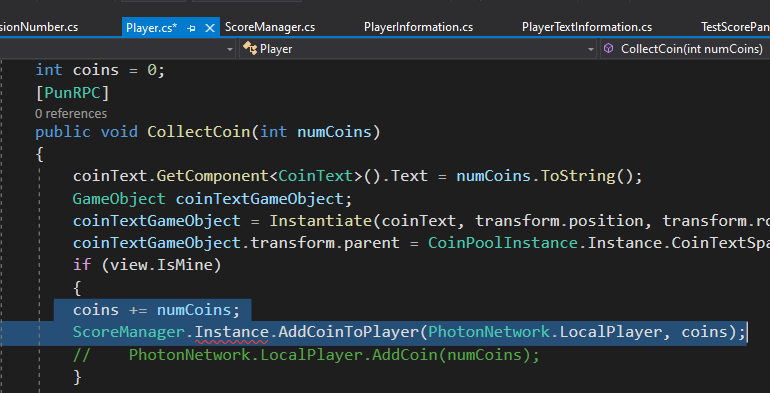 sionNumber.cs Player.cs* ScoreManager.cs PlayerInformation.cs PlayerTextInformation.cs TestScorePan
Player CollectCoin(int numCoins)
int coins = 0;
[PunRPC]
0 references
public void CollectCoin(int numCoins)
{
coinText.GetComponent<CoinText>().Text = numCoins.ToString();
GameObject coinTextGameObject;
coinTextGameObject = Instantiate(coinText, transform.position, transform.ro
coinTextGameObject.transform.parent = CoinPoolInstance.Instance.CoinTextSpa
if (view.IsMine)
{
coins += numCoins;
ScoreManager.Instance.AddCoinToPlayer(PhotonNetwork.LocalPlayer, coins);
// PhotonNetwork.LocalPlayer.AddCoin(numCoins);
}